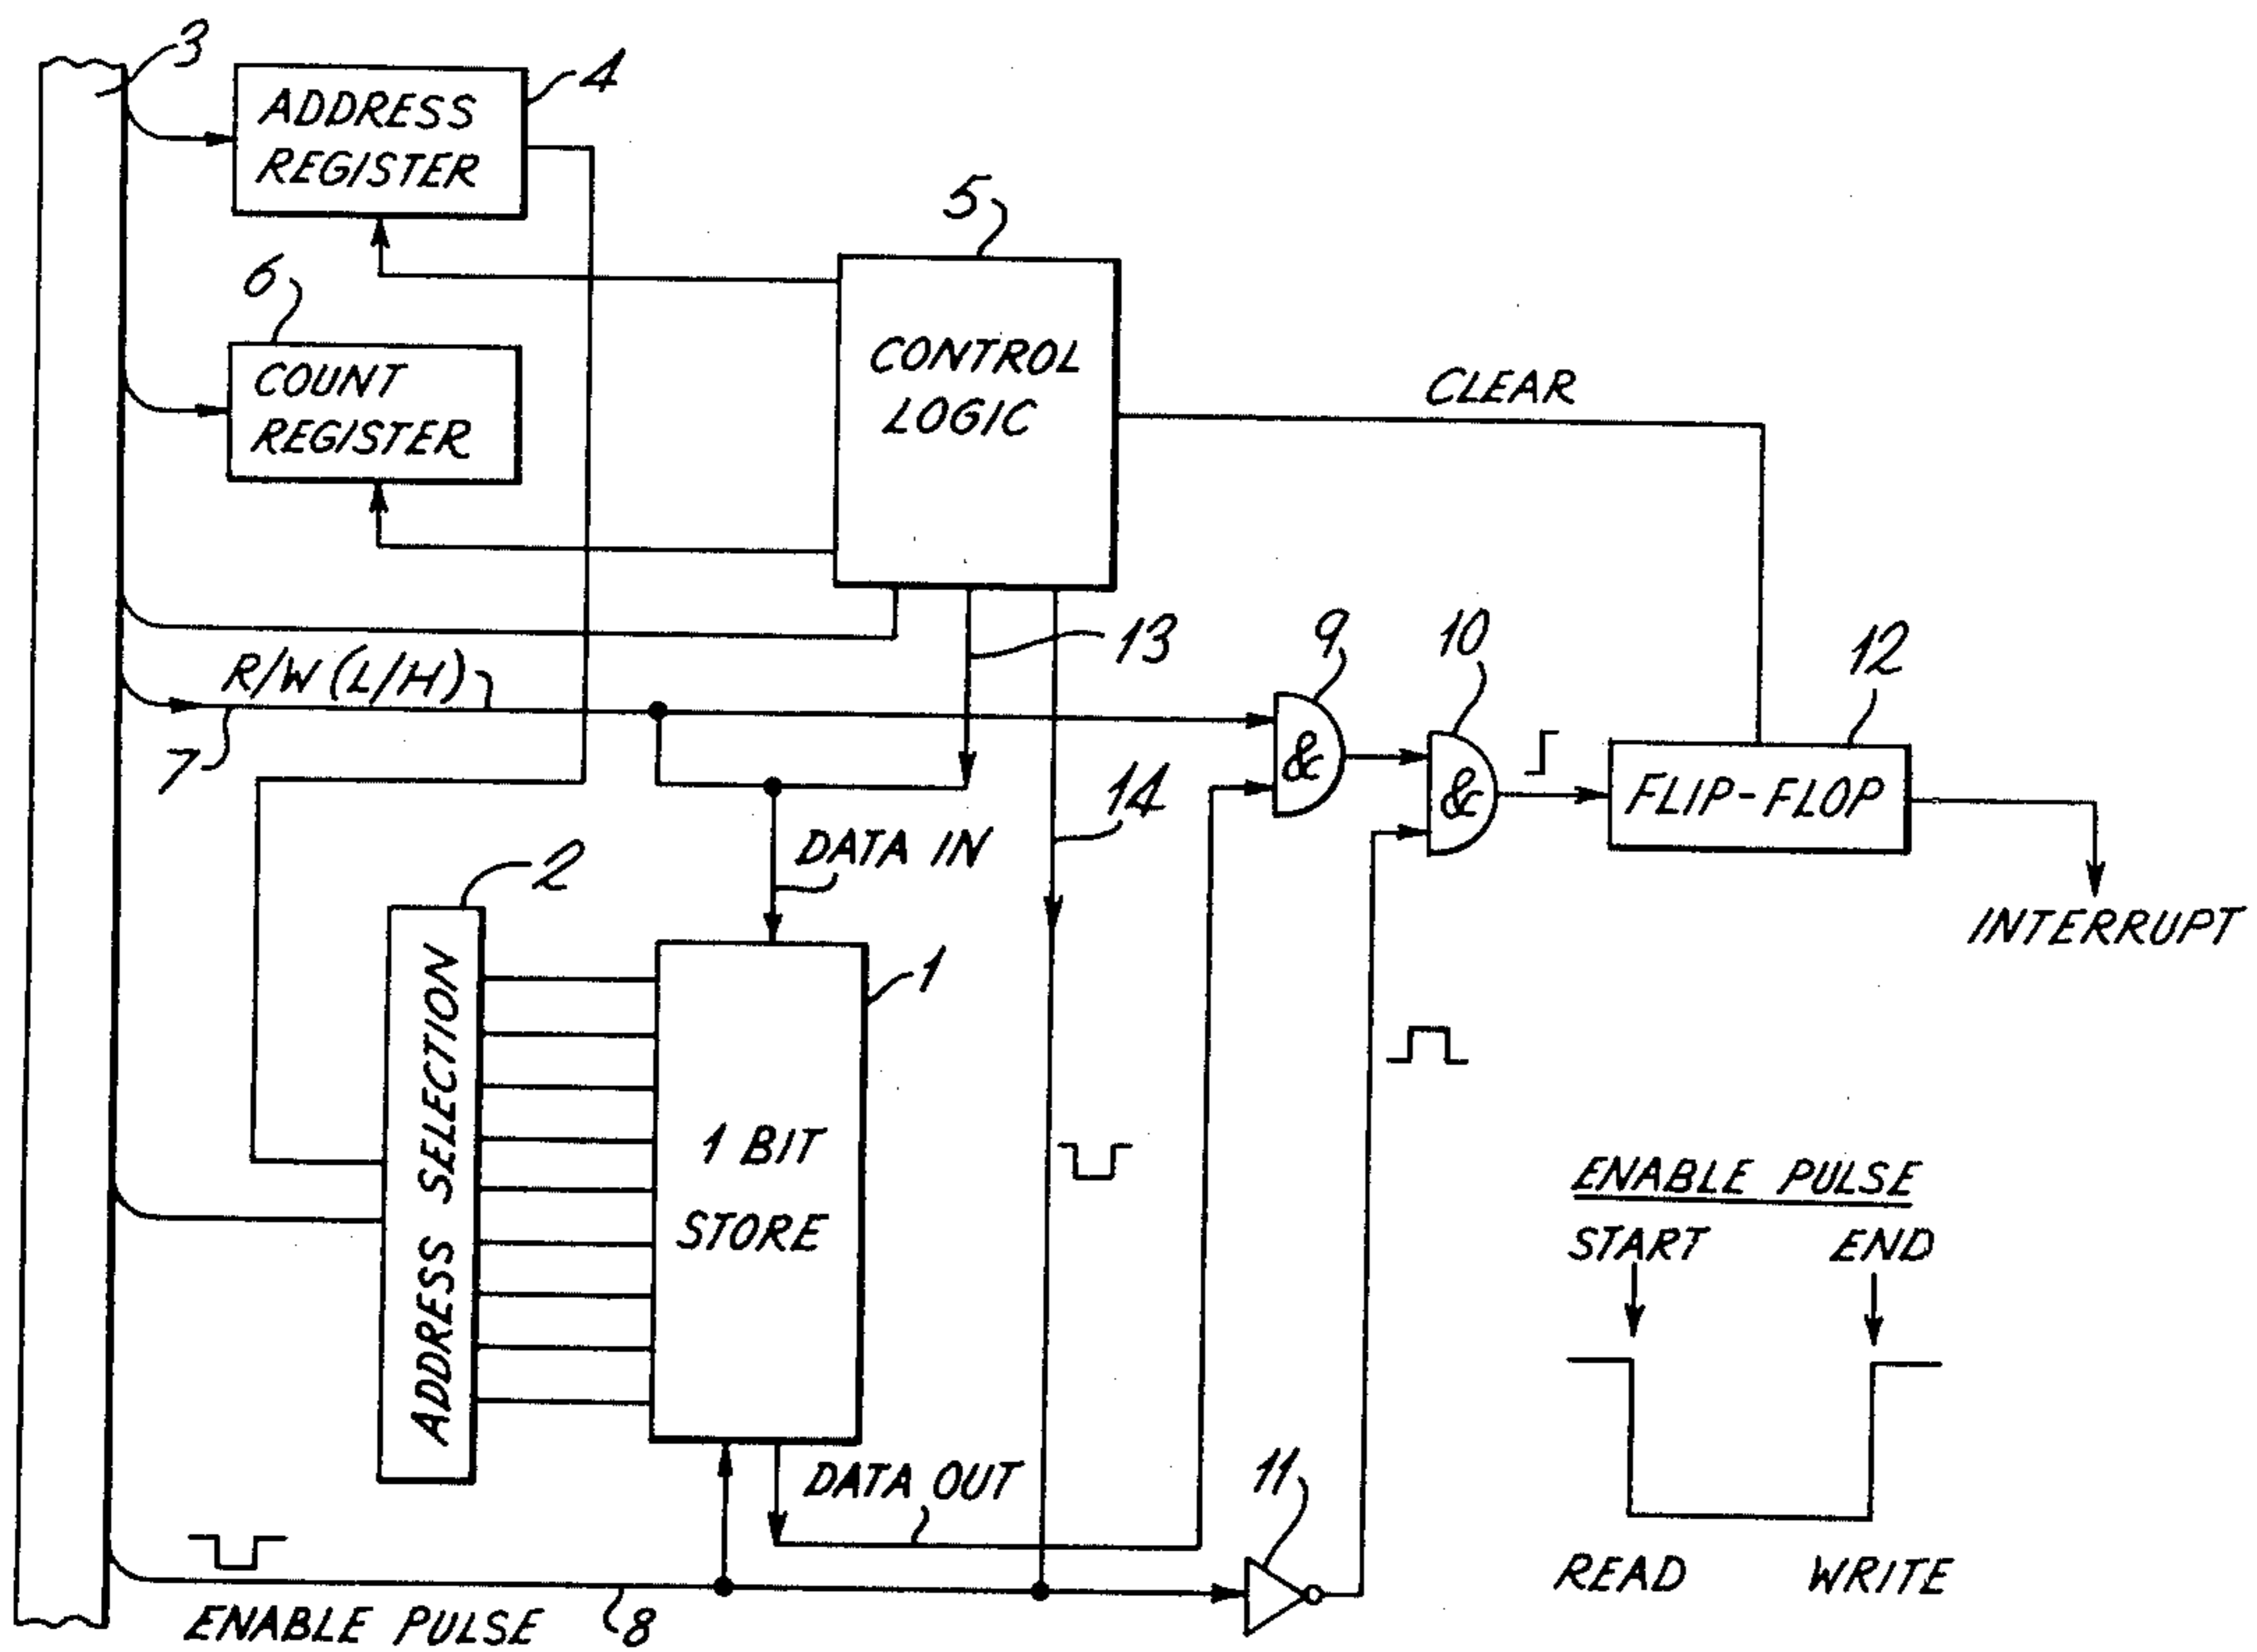 3
ADDRESS
REGISTER
4
5
6
COUNT
REGISTER
CONTROL
LOGIC
CLEAR
R/W (L/H)
7
13
9
10
12
&
&
FLIP-FLOP
14
DATA IN
INTERRUPT
2
1
ADDRESS SELECTION
1 BIT
STORE
ENABLE PULSE
START END
DATA OUT
11
READ WRITE
ENABLE PULSE
8